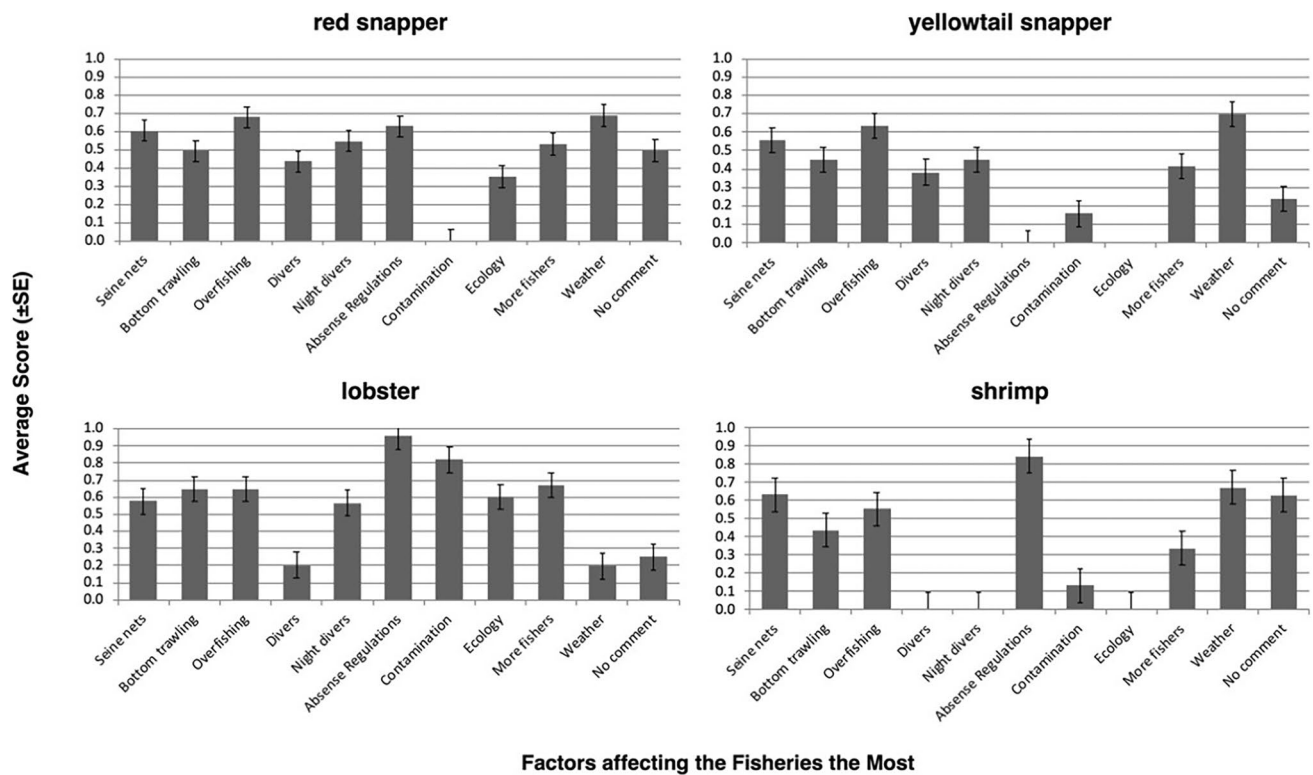 red snapper
1.0
0.9
0.8
0.7
0.6
0.5
0.4
0.3
0.2
0.1
0.0
Seine nets
Bottom trawling
Overfishing
Divers
Night divers
Absense Regulations
Contamination
Ecology
More fishers
Weather
No comment
yellowtail snapper
1.0
0.9
0.8
0.7
0.6
0.5
0.4
0.3
0.2
0.1
0.0
Seine nets
Bottom trawling
Overfishing
Divers
Night divers
Absense Regulations
Contamination
Ecology
More fishers
Weather
No comment
Average Score (±SE)
lobster
1.0
0.9
0.8
0.7
0.6
0.5
0.4
0.3
0.2
0.1
0.0
Seine nets
Bottom trawling
Overfishing
Divers
Night divers
Absense Regulations
Contamination
Ecology
More fishers
Weather
No comment
shrimp
1.0
0.9
0.8
0.7
0.6
0.5
0.4
0.3
0.2
0.1
0.0
Seine nets
Bottom trawling
Overfishing
Divers
Night divers
Absense Regulations
Contamination
Ecology
More fishers
Weather
No comment
Factors affecting the Fisheries the Most